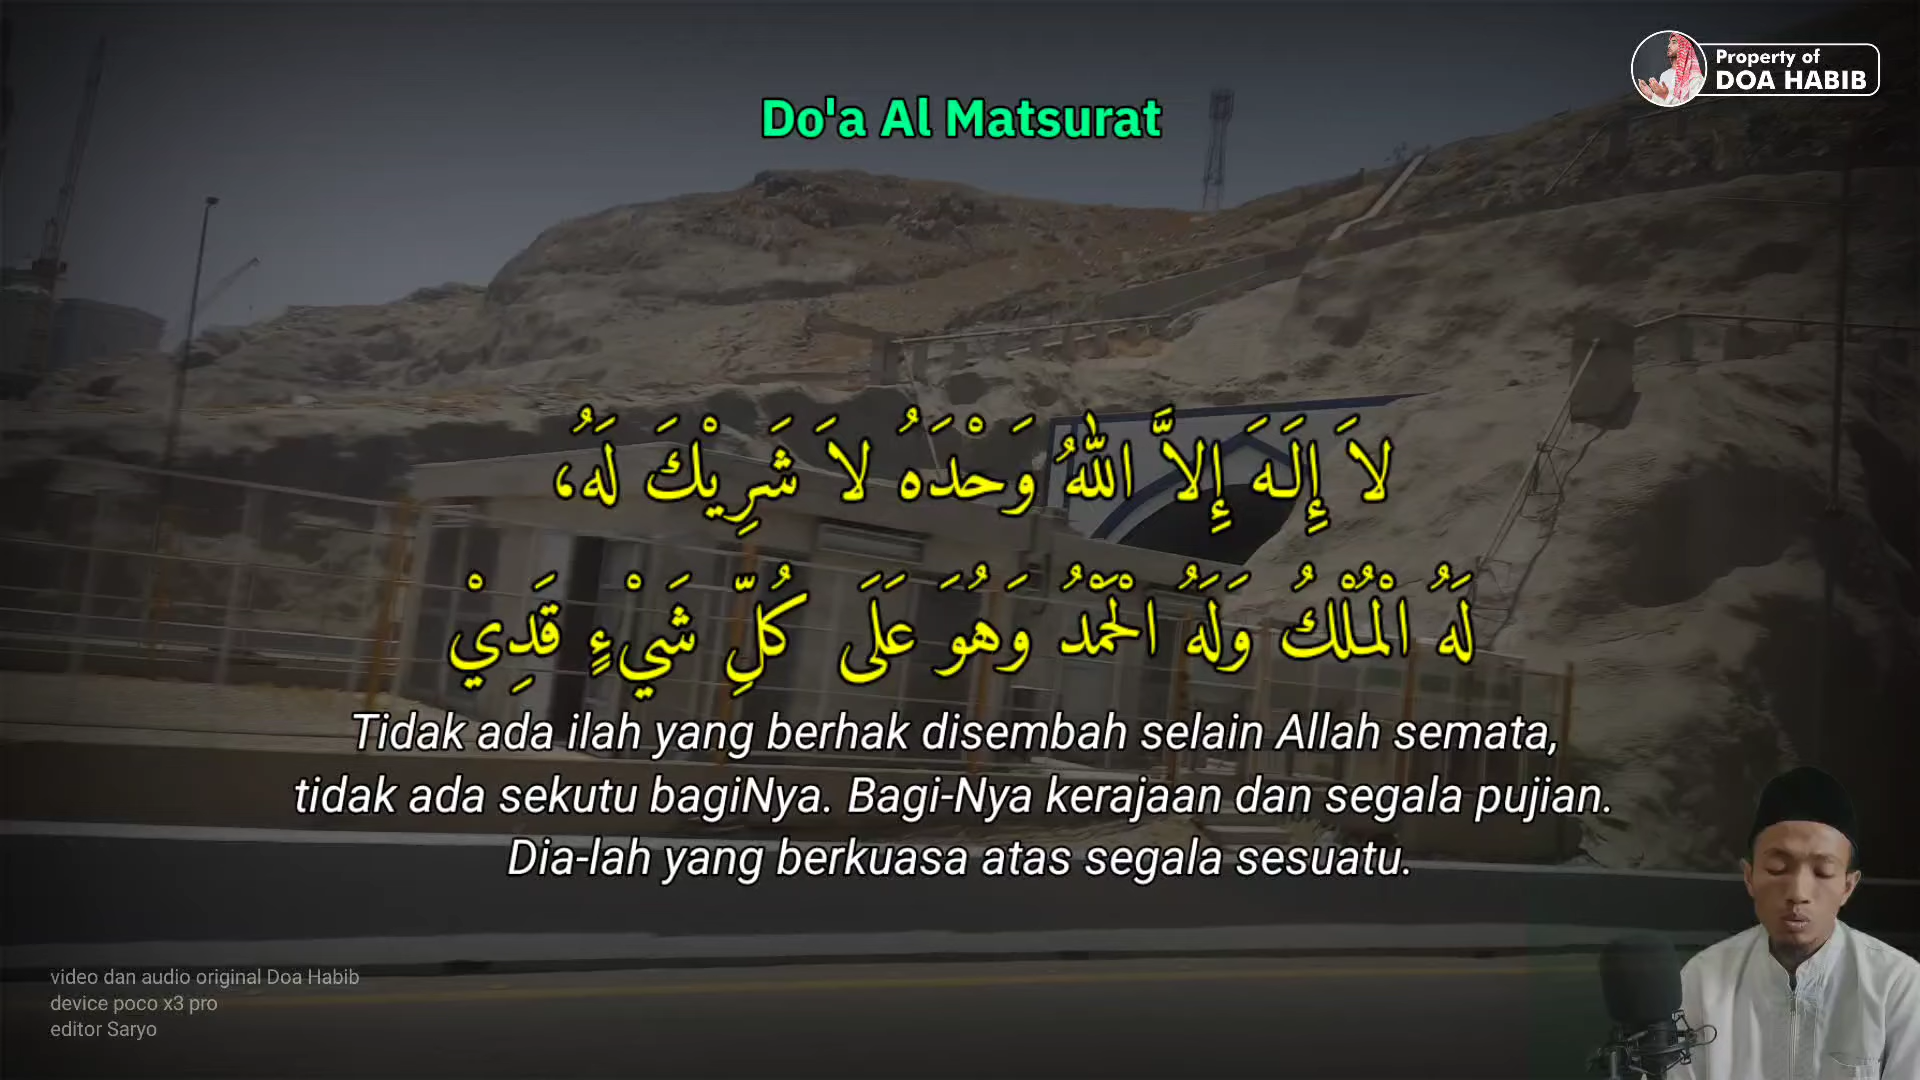 Property of
DOA HABIB
Do'a Al Matsurat
لاَ إِلَهَ إِلاَّ اللهُ وَحْدَهُ لاَ شَرِيْكَ لَهُ،
لَهُ الْمُلْكُ وَلَهُ الْحَمْدُ وَهُوَ عَلَى كُلِّ شَيْءٍ قَدِيْ
Tidak ada ilah yang berhak disembah selain Allah semata,
tidak ada sekutu bagiNya. Bagi-Nya kerajaan dan segala pujian.
Dia-lah yang berkuasa atas segala sesuatu.
video dan audio original Doa Habib
device poco x3 pro
editor Saryo